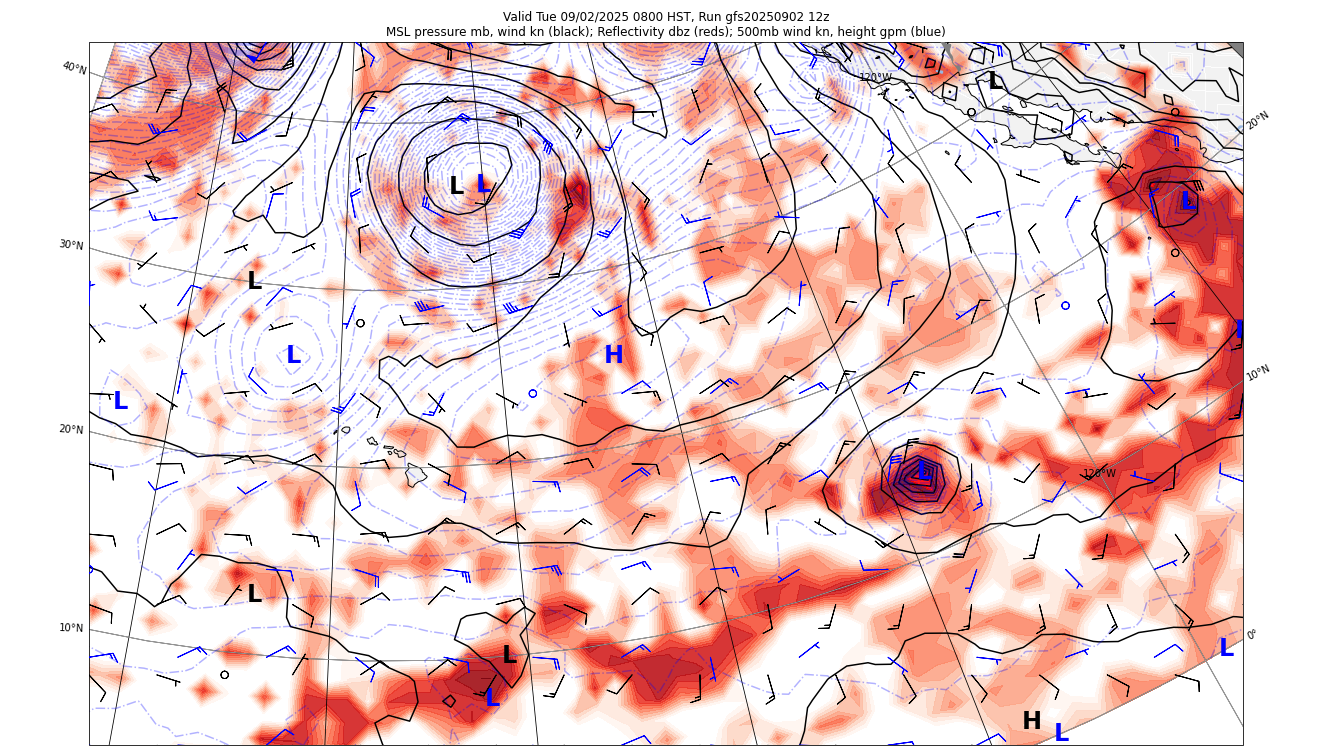 Valid Tue 09/02/2025 0800 HST, Run gfs20250902 12z
MSL pressure mb, wind kn (black); Reflectivity dbz (reds); 500mb wind kn, height gpm (blue)
40°N
120°W
L
20°N
L L
L
30°N
L
L
L
H
10°N
L
20°N
L
120°W
L
10°N
0°
L
L
L
H
L